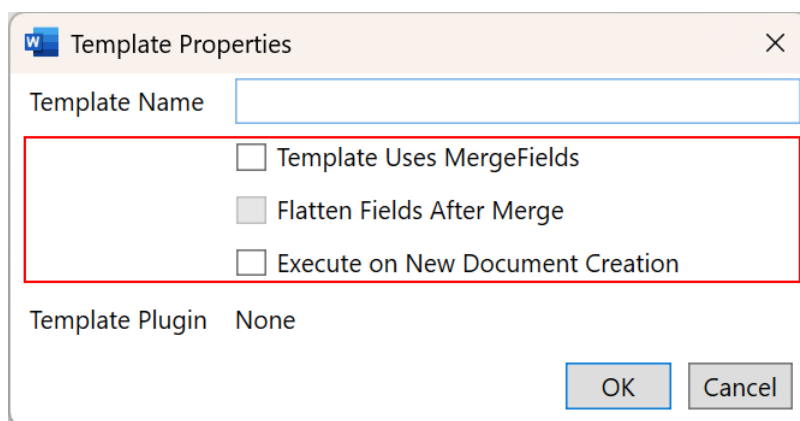 W Template Properties
Template Name
Template Uses MergeFields
Flatten Fields After Merge
Execute on New Document Creation
Template Plugin None
OK Cancel